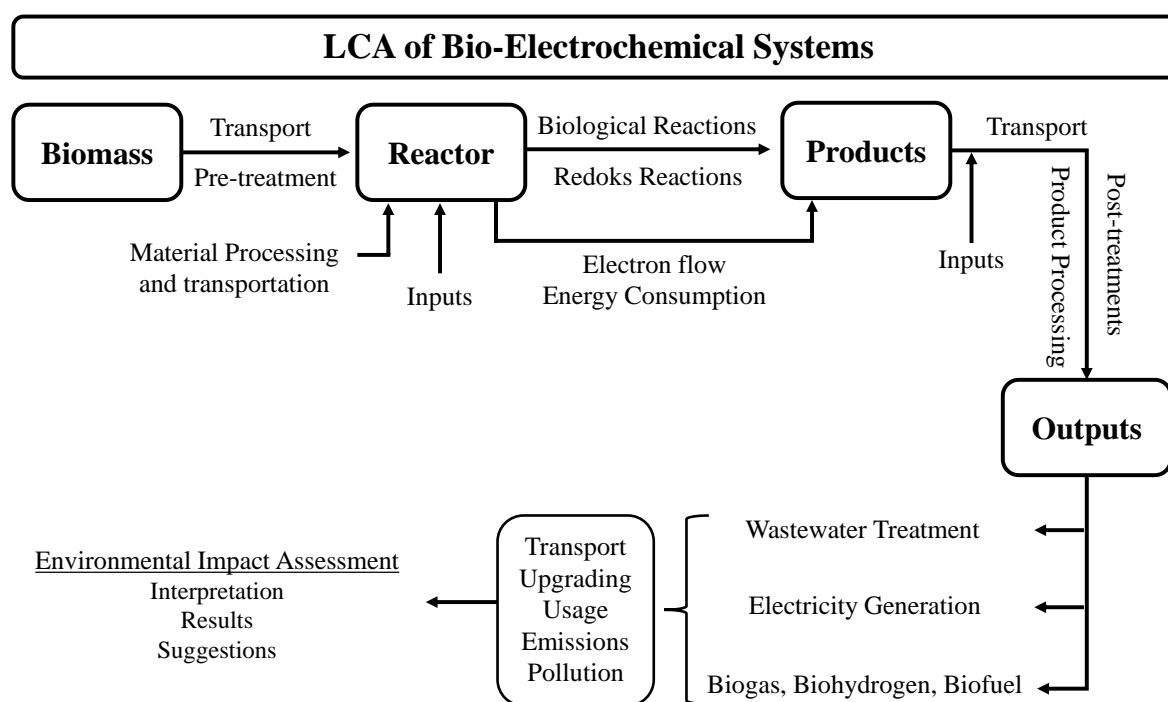 LCA of Bio-Electrochemical Systems
Biomass
Transport
Pre-treatment
Reactor
Biological Reactions
Redoks Reactions
Products
Transport
Material Processing
and transportation
Inputs
Electron flow
Energy Consumption
Inputs
Product Processing
Post-treatments
Outputs
Wastewater Treatment
Electricity Generation
Biogas, Biohydrogen, Biofuel
Transport
Upgrading
Usage
Emissions
Pollution
Environmental Impact Assessment
Interpretation
Results
Suggestions